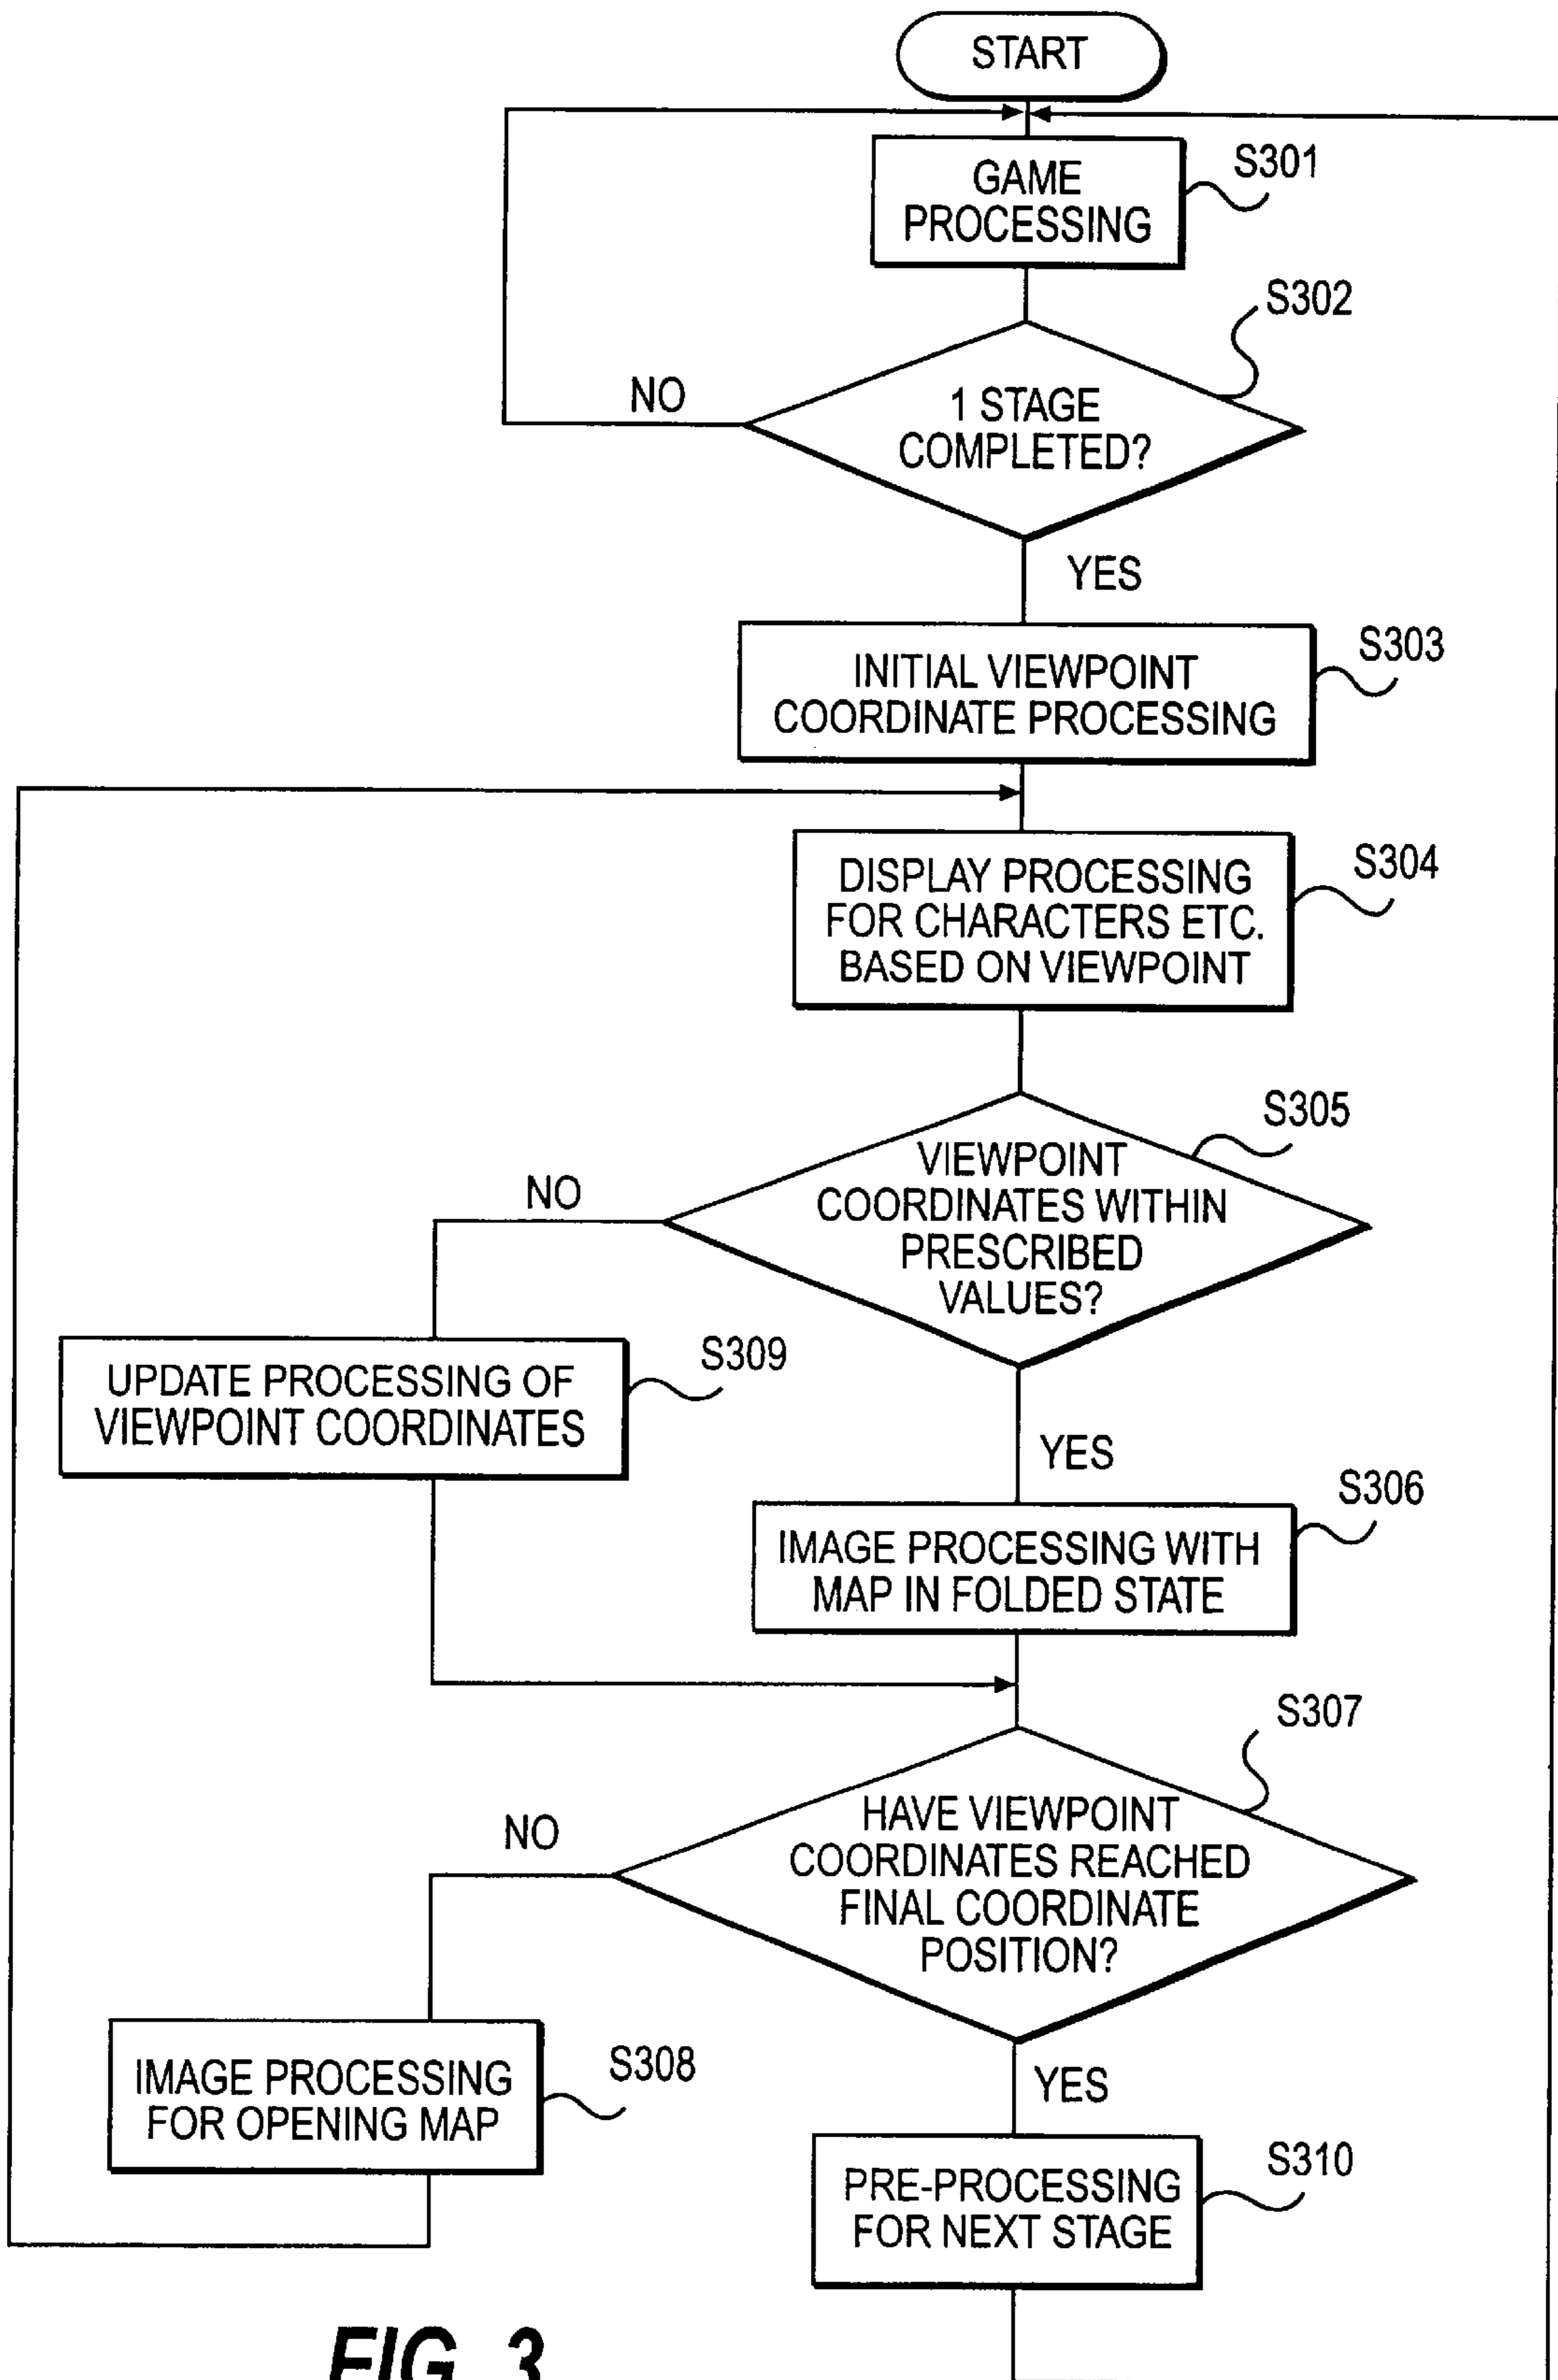 START
GAME
PROCESSING
S301
S302
1 STAGE
COMPLETED?
NO
YES
S303
INITIAL VIEWPOINT
COORDINATE PROCESSING
S304
DISPLAY PROCESSING
FOR CHARACTERS ETC.
BASED ON VIEWPOINT
S305
VIEWPOINT
COORDINATES WITHIN
PRESCRIBED
VALUES?
NO
S309
UPDATE PROCESSING OF
VIEWPOINT COORDINATES
YES
S306
IMAGE PROCESSING WITH
MAP IN FOLDED STATE
S307
HAVE VIEWPOINT
COORDINATES REACHED
FINAL COORDINATE
POSITION?
NO
S308
IMAGE PROCESSING
FOR OPENING MAP
YES
S310
PRE-PROCESSING
FOR NEXT STAGE
FIG. 3